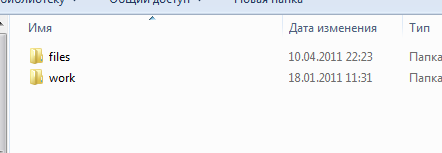 библиотеку Общий доступ Новая папка
Имя Дата изменения Тип
files 10.04.2011 22:23 Папка
work 18.01.2011 11:31 Папка